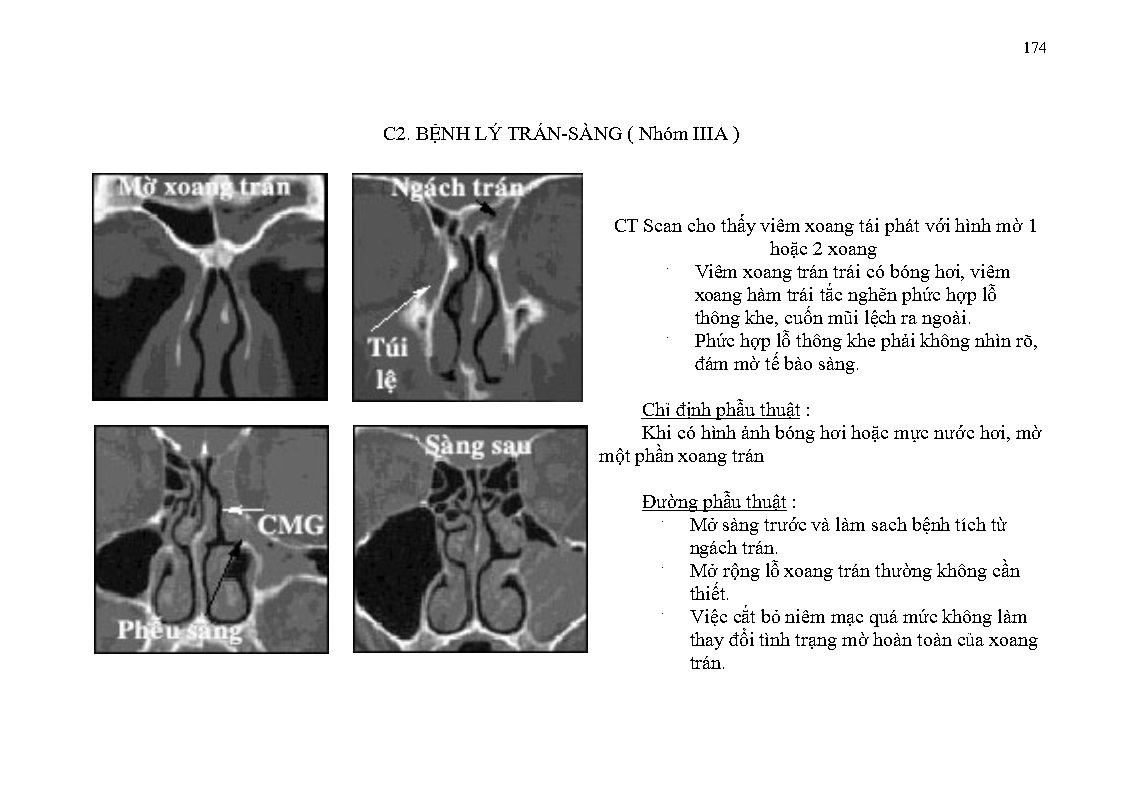 174
C2. BỆNH LÝ TRÁN-SÀNG ( Nhóm IIIA )
Mờ xoang trán
Ngách trán
Túi
lệ
CMG
Phễu sàng
Sàng sau
CT Scan cho thấy viêm xoang tái phát với hình mờ 1
hoặc 2 xoang
· Viêm xoang trán trái có bóng hơi, viêm
xoang hàm trái tắc nghẽn phức hợp lỗ
thông khe, cuốn mũi lệch ra ngoài.
· Phức hợp lỗ thông khe phải không nhìn rõ,
đám mờ tế bào sàng.
Chỉ định phẫu thuật :
Khi có hình ảnh bóng hơi hoặc mực nước hơi, mờ
một phần xoang trán
Đường phẫu thuật :
· Mở sàng trước và làm sach bệnh tích từ
ngách trán.
· Mở rộng lỗ xoang trán thường không cần
thiết.
· Việc cắt bỏ niêm mạc quá mức không làm
thay đổi tình trạng mờ hoàn toàn của xoang
trán.